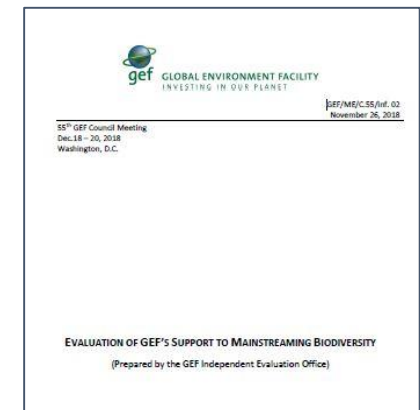 gef
GLOBAL ENVIRONMENT FACILITY
INVESTING IN OUR PLANET
GEF/ME/C.55/Inf. 02
November 26, 2018
55th GEF Council Meeting
Dec.18 – 20, 2018
Washington, D.C.
EVALUATION OF GEF'S SUPPORT TO MAINSTREAMING BIODIVERSITY
(Prepared by the GEF Independent Evaluation Office)